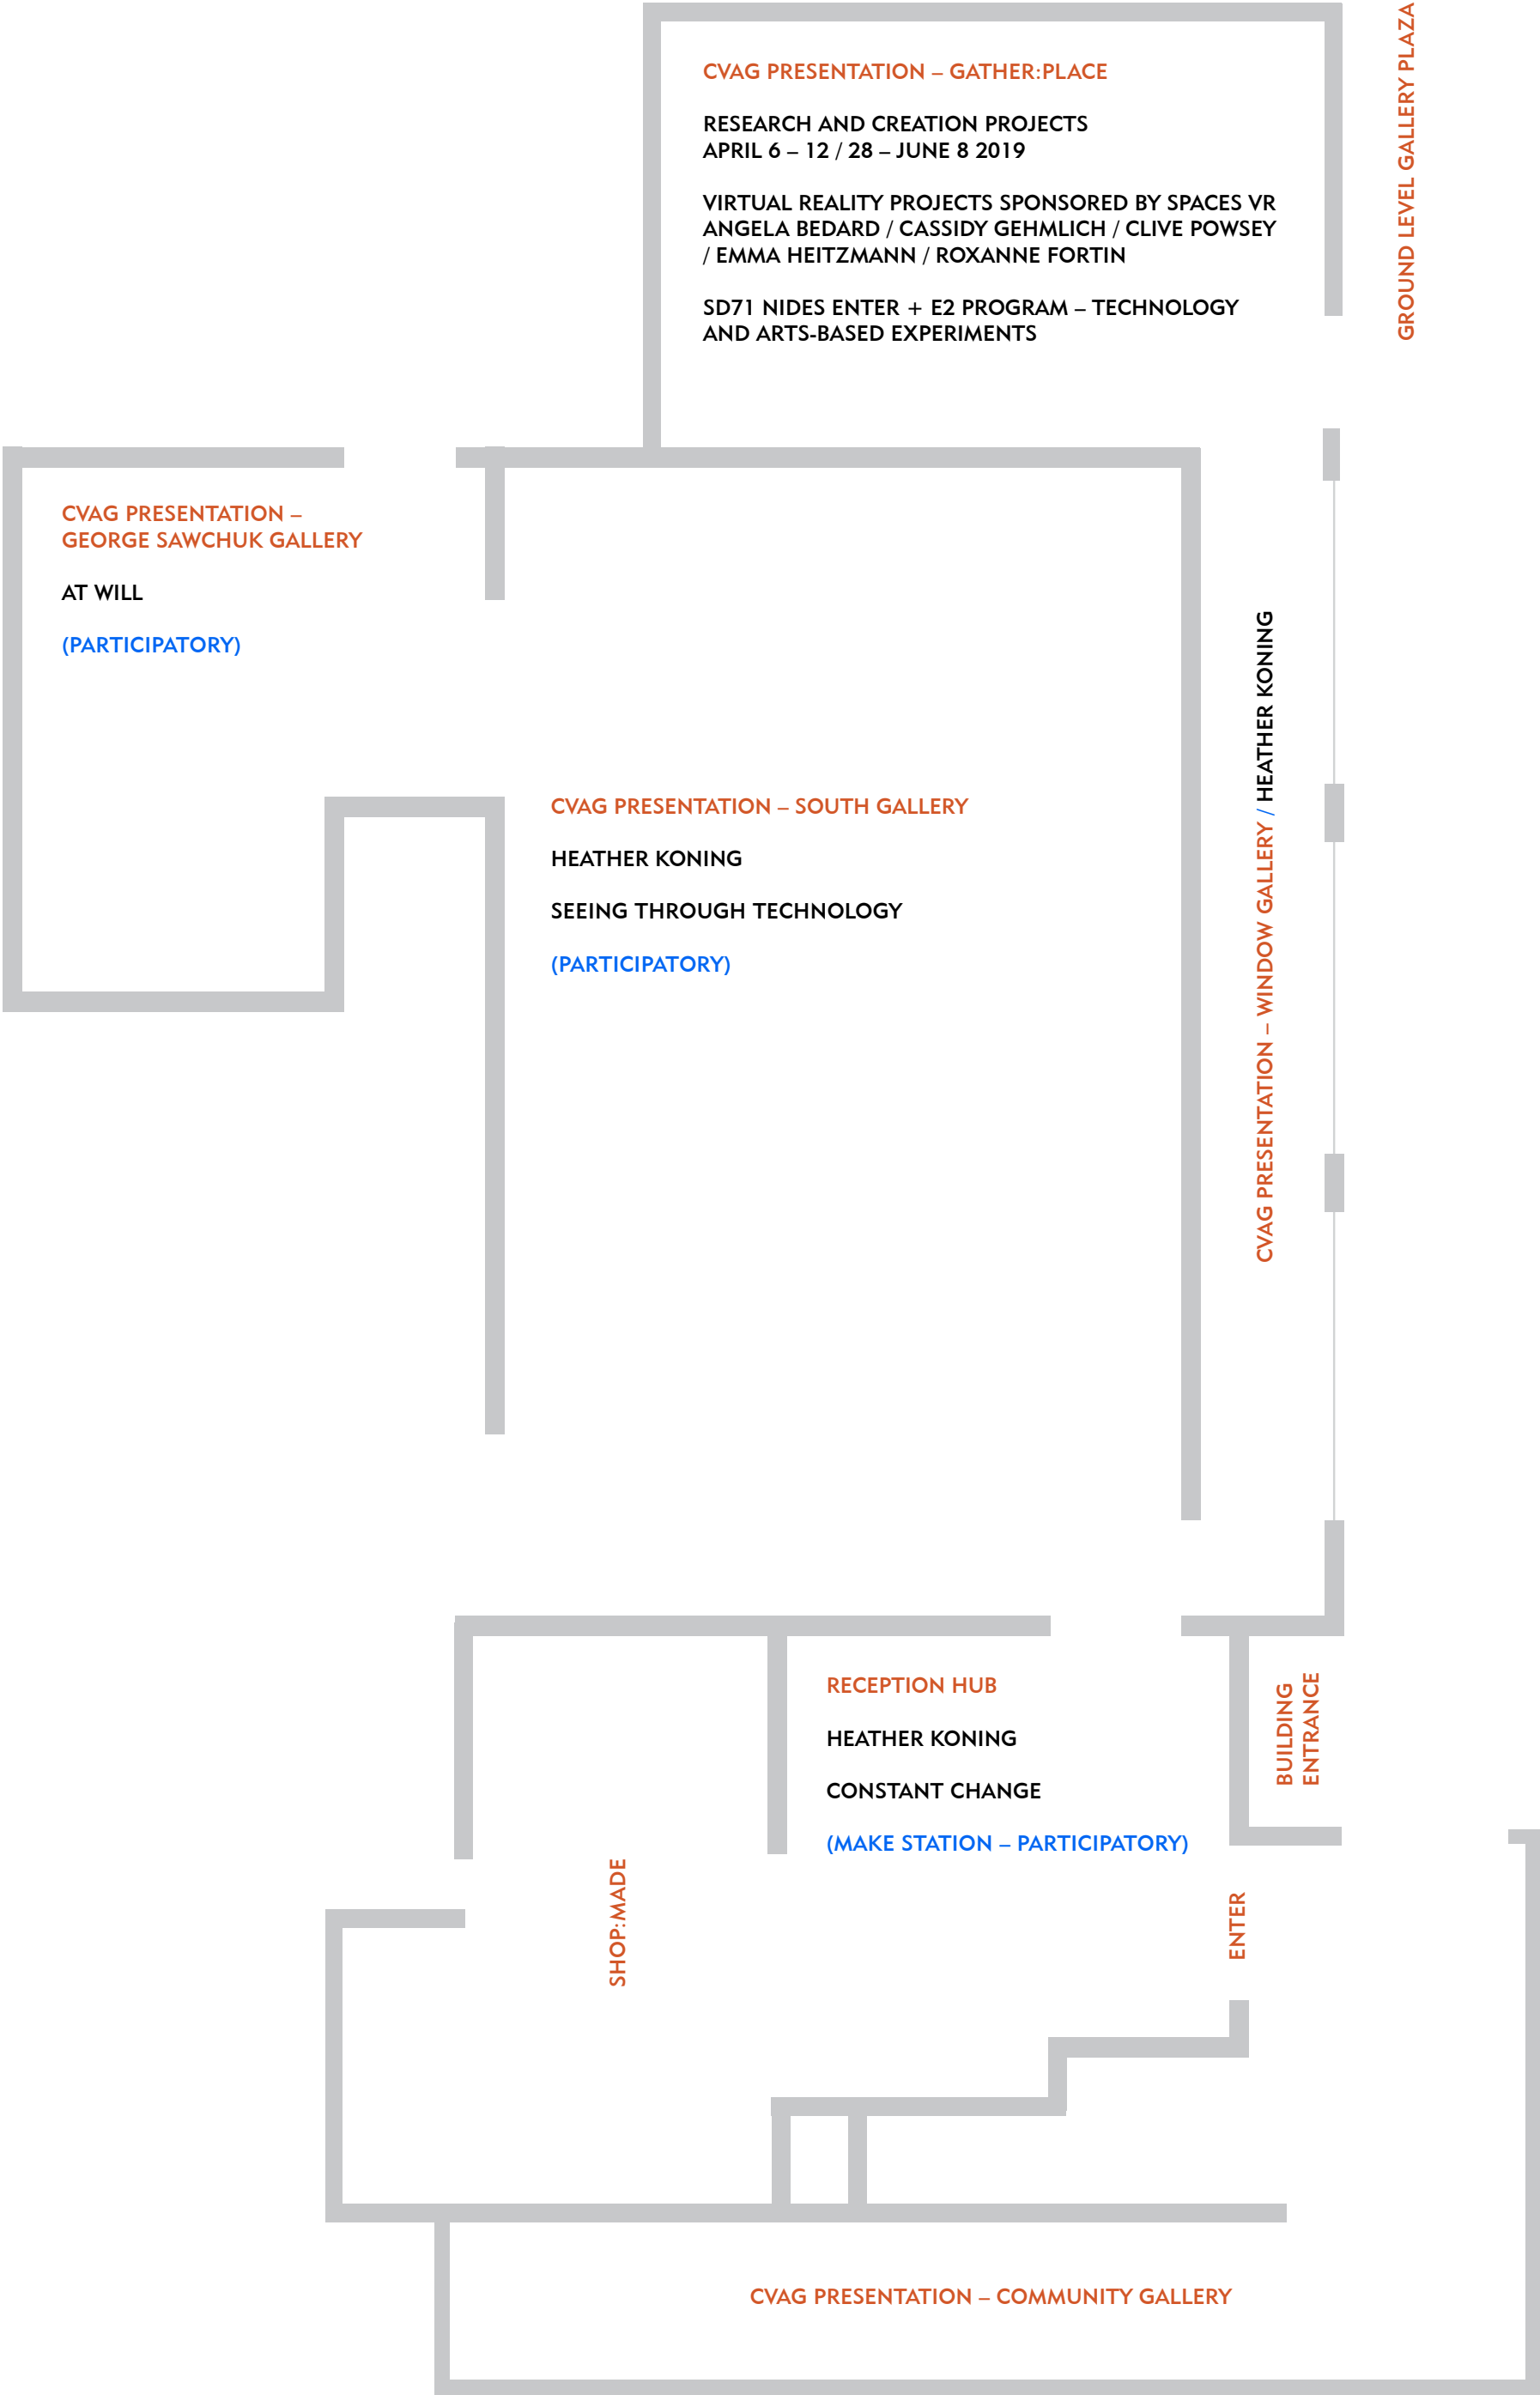 CVAG PRESENTATION – GATHER:PLACE
RESEARCH AND CREATION PROJECTS
APRIL 6 – 12 / 28 – JUNE 8 2019
VIRTUAL REALITY PROJECTS SPONSORED BY SPACES VR
ANGELA BEDARD / CASSIDY GEHMLICH / CLIVE POWSEY
/ EMMA HEITZMANN / ROXANNE FORTIN
SD71 NIDES ENTER + E2 PROGRAM – TECHNOLOGY
AND ARTS-BASED EXPERIMENTS
GROUND LEVEL GALLERY PLAZA
CVAG PRESENTATION –
GEORGE SAWCHUK GALLERY
AT WILL
(PARTICIPATORY)
CVAG PRESENTATION – SOUTH GALLERY
HEATHER KONING
SEEING THROUGH TECHNOLOGY
(PARTICIPATORY)
CVAG PRESENTATION – WINDOW GALLERY / HEATHER KONING
RECEPTION HUB
HEATHER KONING
CONSTANT CHANGE
(MAKE STATION – PARTICIPATORY)
BUILDING
ENTRANCE
SHOP:MADE
ENTER
CVAG PRESENTATION – COMMUNITY GALLERY